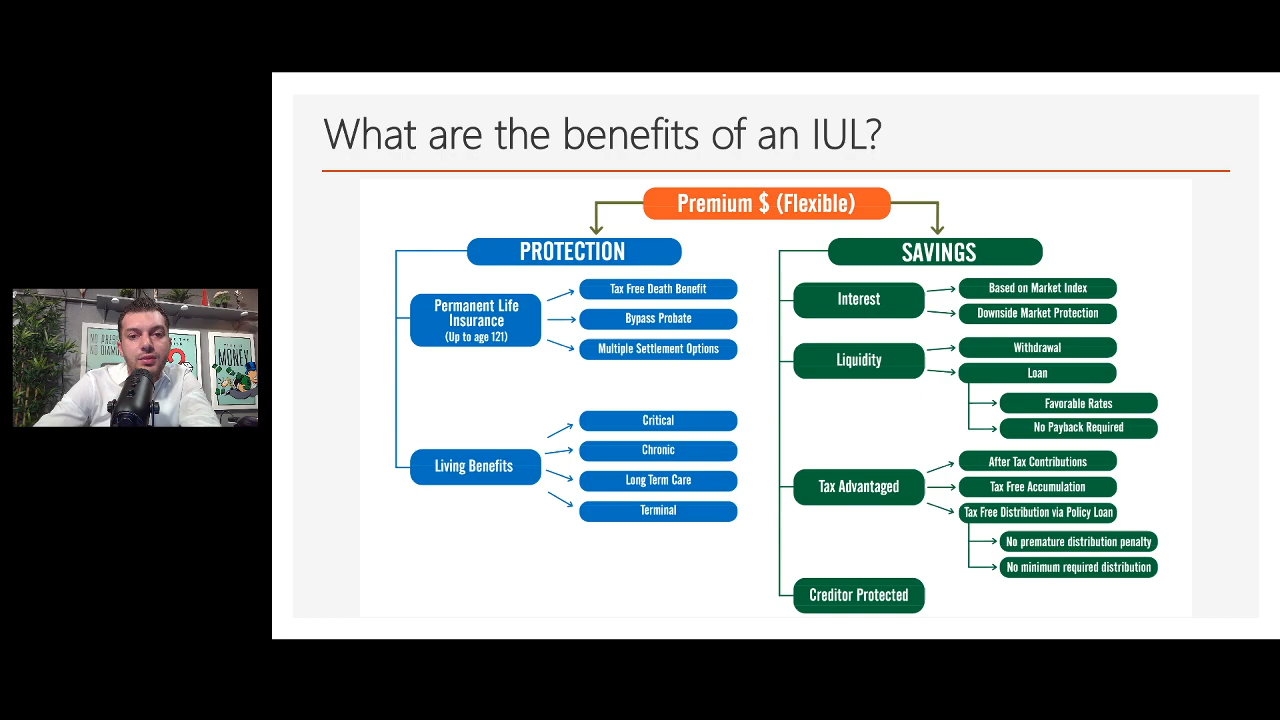 What are the benefits of an IUL?
Premium $ (Flexible)
PROTECTION
Permanent Life
Insurance
(Up to age 121)
Tax Free Death Benefit
Bypass Probate
Multiple Settlement Options
Living Benefits
Critical
Chronic
Long Term Care
Terminal
SAVINGS
Interest
Based on Market Index
Downside Market Protection
Liquidity
Withdrawal
Loan
Favorable Rates
No Payback Required
Tax Advantaged
After Tax Contributions
Tax Free Accumulation
Tax Free Distribution via Policy Loan
No premature distribution penalty
No minimum required distribution
Creditor Protected
MONEY